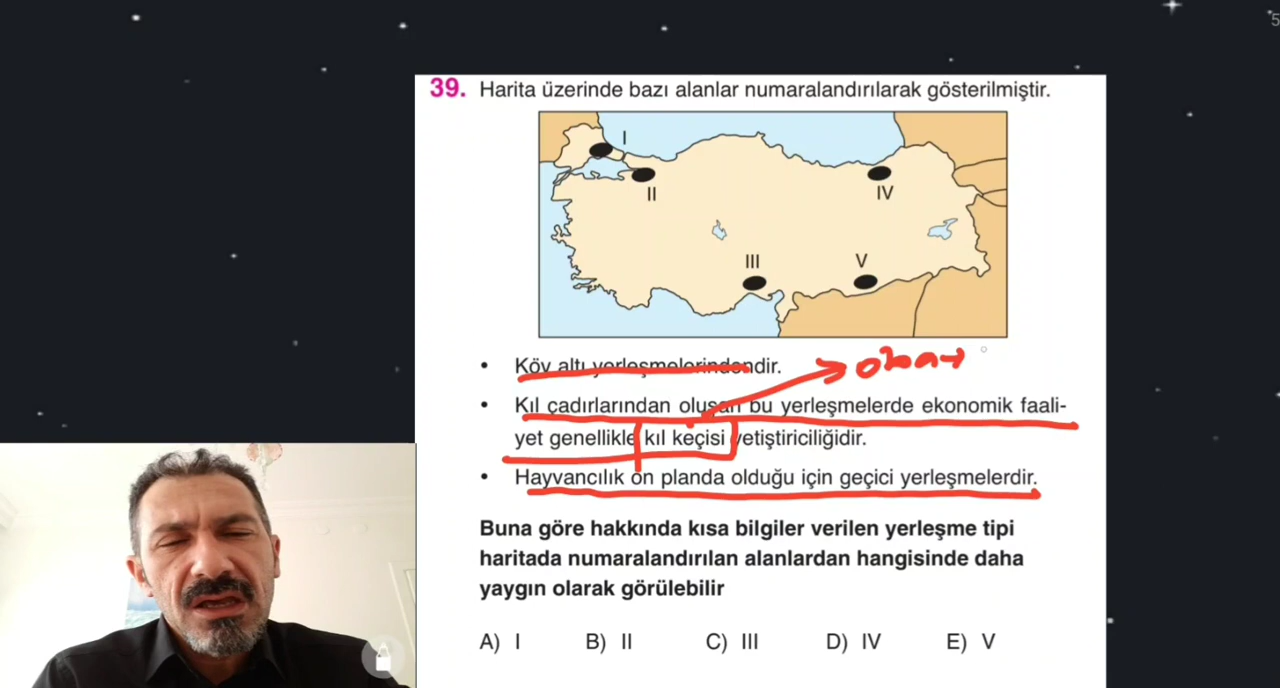 39. Harita üzerinde bazı alanlar numaralandırılarak gösterilmiştir.
I
II
IV
III
V
• Köy altı yerleşmelerindendir.
• Kıl çadırlarından oluşan bu yerleşmelerde ekonomik faali-
yet genellikle kıl keçisi yetiştiriciliğidir.
• Hayvancılık ön planda olduğu için geçici yerleşmelerdir.
Buna göre hakkında kısa bilgiler verilen yerleşme tipi
haritada numaralandırılan alanlardan hangisinde daha
yaygın olarak görülebilir
A) I B) II C) III D) IV E) V
5